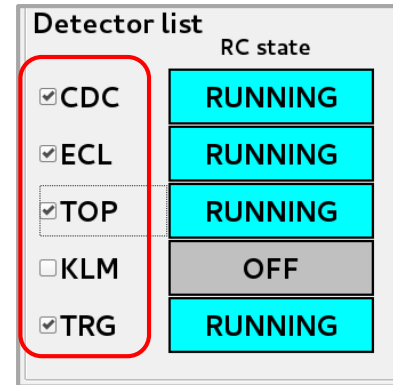 Detector list
RC state
CDC RUNNING
ECL RUNNING
TOP RUNNING
KLM OFF
TRG RUNNING